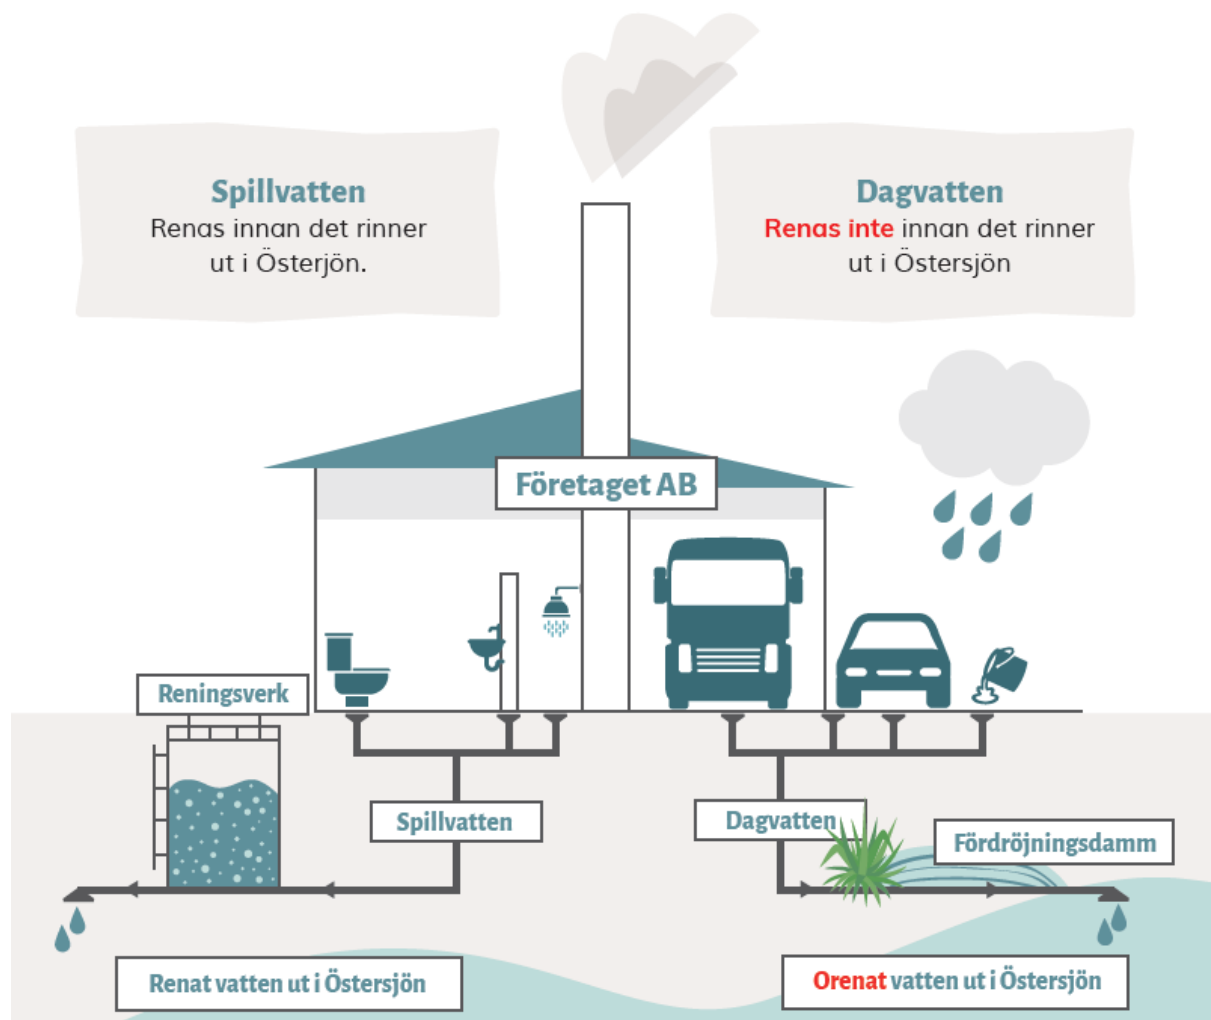 Spillvatten
Renas innan det rinner
ut i Österjön.
Dagvatten
Renas inte innan det rinner
ut i Östersjön
Företaget AB
Reningsverk
Spillvatten
Dagvatten
Fördröjningsdamm
Renat vatten ut i Östersjön
Orenat vatten ut i Östersjön